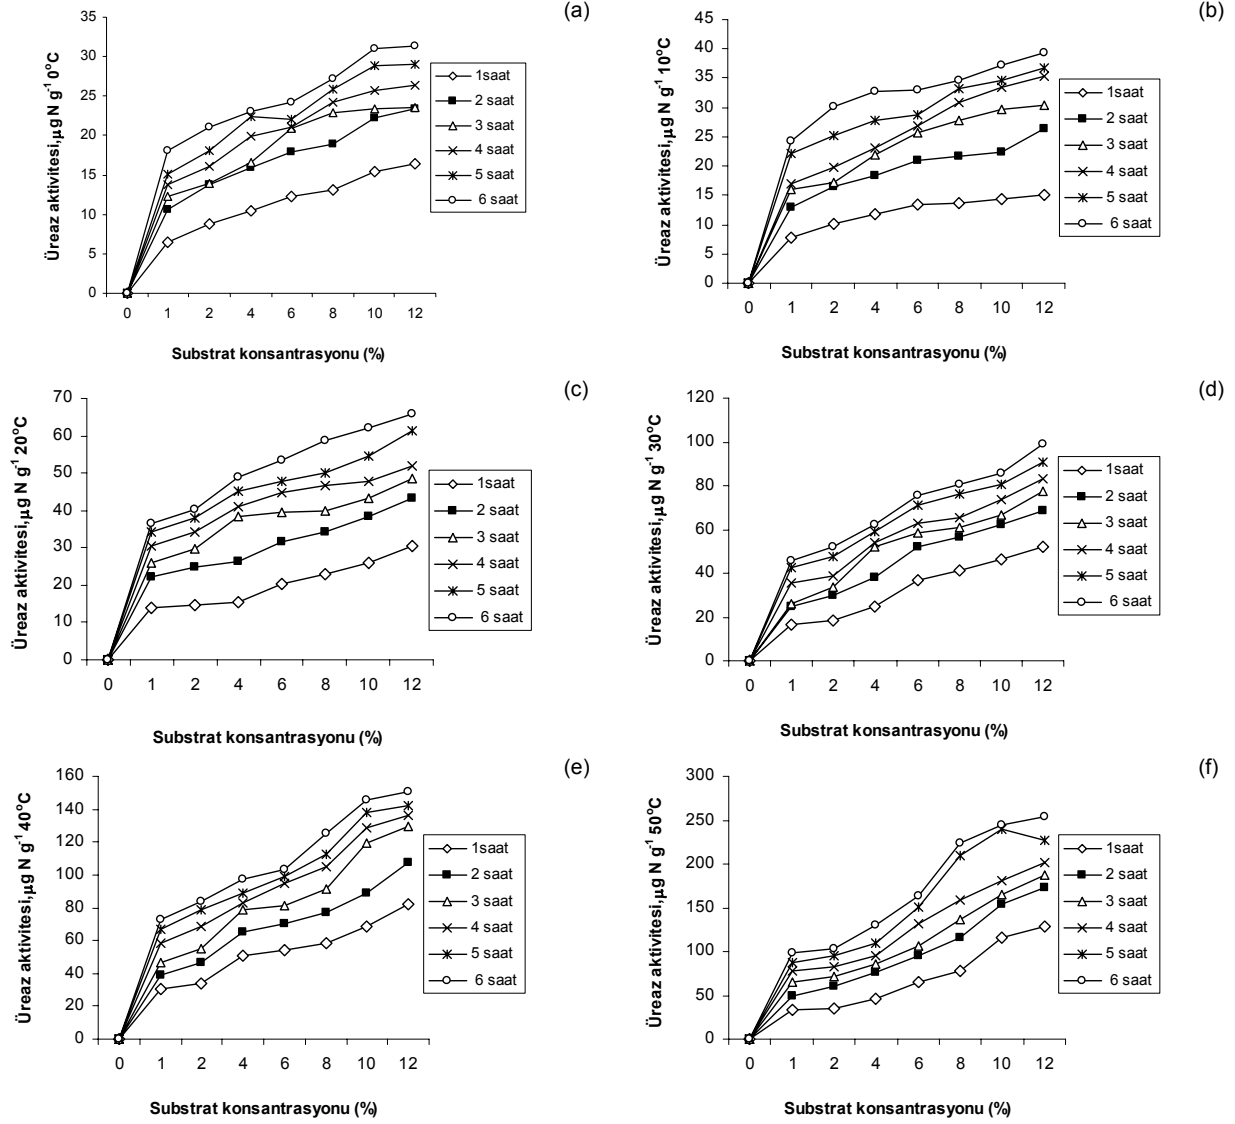 (a)
Üreaz aktivitesi,µg N g-1 0oC
35
30
25
20
15
10
5
0
0 1 2 4 6 8 10 12
Substrat konsantrasyonu (%)
1saat
2 saat
3 saat
4 saat
5 saat
6 saat
(b)
Üreaz aktivitesi,µg N g-1 10oC
45
40
35
30
25
20
15
10
5
0
0 1 2 4 6 8 10 12
Substrat konsantrasyonu (%)
1saat
2 saat
3 saat
4 saat
5 saat
6 saat
(c)
Üreaz aktivitesi,µg N g-1 20oC
70
60
50
40
30
20
10
0
0 1 2 4 6 8 10 12
Substrat konsantrasyonu (%)
1saat
2 saat
3 saat
4 saat
5 saat
6 saat
(d)
Üreaz aktivitesi,µg N g-1 30oC
120
100
80
60
40
20
0
0 1 2 4 6 8 10 12
Substrat konsantrasyonu (%)
1saat
2 saat
3 saat
4 saat
5 saat
6 saat
(e)
Üreaz aktivitesi,µg N g-1 40oC
160
140
120
100
80
60
40
20
0
0 1 2 4 6 8 10 12
Substrat konsantrasyonu (%)
1saat
2 saat
3 saat
4 saat
5 saat
6 saat
(f)
Üreaz aktivitesi,µg N g-1 50oC
300
250
200
150
100
50
0
0 1 2 4 6 8 10 12
Substrat konsantrasyonu (%)
1saat
2 saat
3 saat
4 saat
5 saat
6 saat